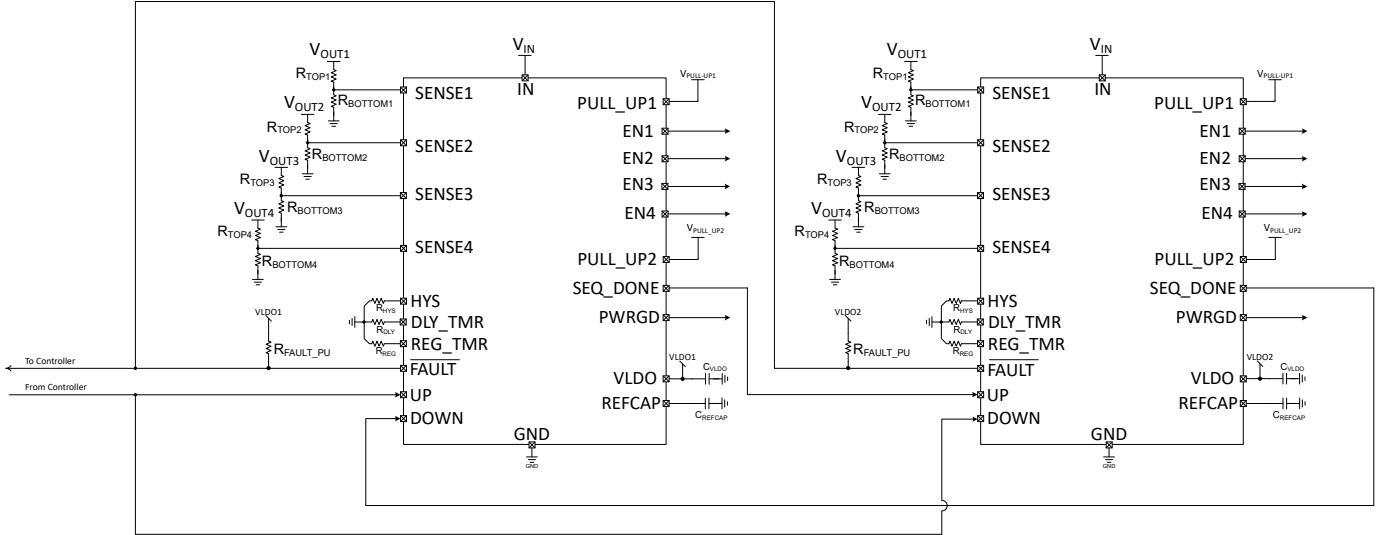 VIN
VOUT1
RTOP1
RBOTTOM1
SENSE1
VOUT2
RTOP2
RBOTTOM2
SENSE2
VOUT3
RTOP3
RBOTTOM3
SENSE3
VOUT4
RTOP4
RBOTTOM4
SENSE4
RHYS
HYS
RDLY
DLY_TMR
RREG
REG_TMR
VLDO1
RFAULT_PU
To Controller
FAULT
From Controller
UP
DOWN
IN
VPULL-UP1
PULL_UP1
EN1
EN2
EN3
EN4
VPULL_UP2
PULL_UP2
SEQ_DONE
PWRGD
VLDO1
CVLDO
VLDO
REFCAP
CREFCAP
GND
GND
VIN
VOUT1
RTOP1
RBOTTOM1
SENSE1
VOUT2
RTOP2
RBOTTOM2
SENSE2
VOUT3
RTOP3
RBOTTOM3
SENSE3
VOUT4
RTOP4
RBOTTOM4
SENSE4
RHYS
HYS
RDLY
DLY_TMR
RREG
REG_TMR
VLDO2
RFAULT_PU
FAULT
UP
DOWN
IN
VPULL-UP1
PULL_UP1
EN1
EN2
EN3
EN4
VPULL_UP2
PULL_UP2
SEQ_DONE
PWRGD
VLDO2
CVLDO
VLDO
REFCAP
CREFCAP
GND
GND